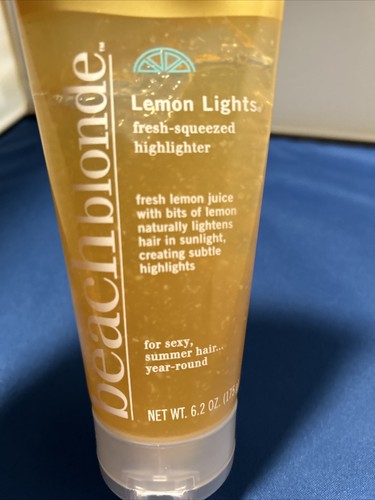 beachblonde™
Lemon Lights
fresh-squeezed
highlighter
fresh lemon juice
with bits of lemon
naturally lightens
hair in sunlight,
creating subtle
highlights
for sexy,
summer hair...
year-round
NET WT. 6.2 OZ.